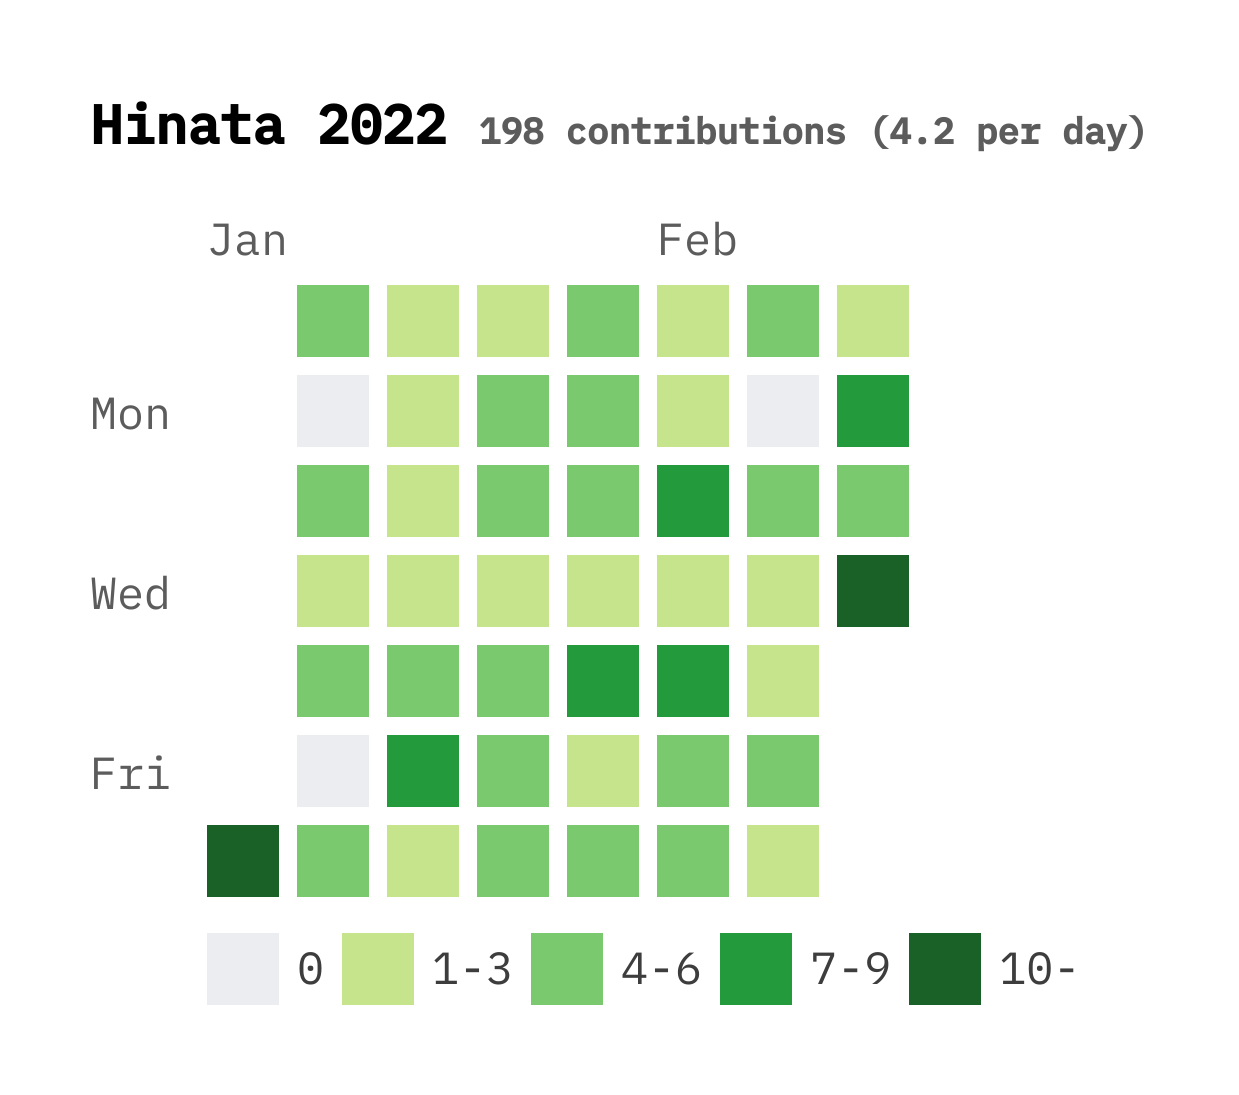 Hinata 2022 198 contributions (4.2 per day)
Jan Feb
Mon
Wed
Fri
0 1-3 4-6 7-9 10-